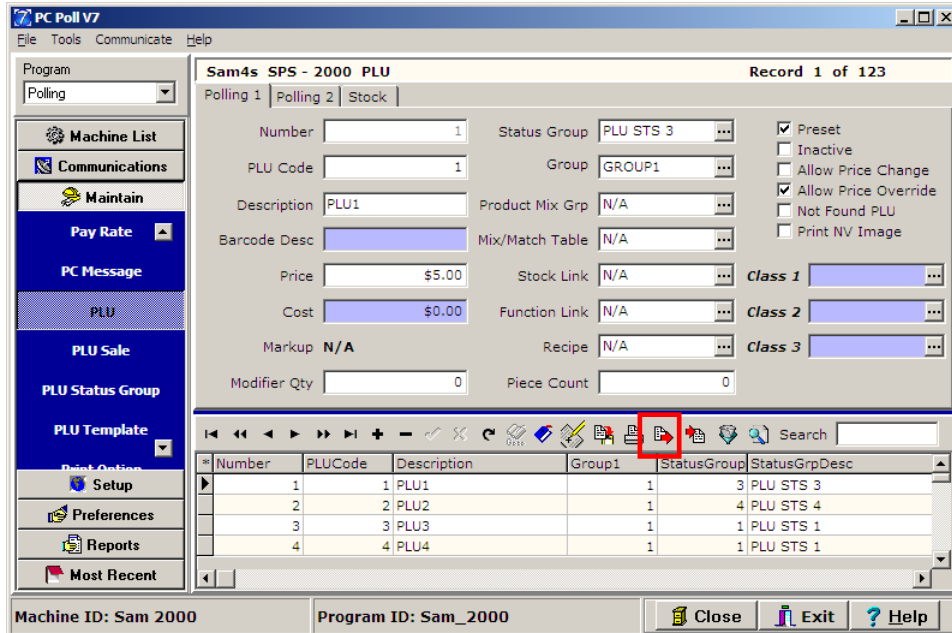 PC Poll V7
File Tools Communicate Help
Program
Polling
Machine List
Communications
Maintain
Pay Rate
PC Message
PLU
PLU Sale
PLU Status Group
PLU Template
Print Option
Setup
Preferences
Reports
Most Recent
Sam4s SPS - 2000 PLU Record 1 of 123
Polling 1 Polling 2 Stock
Number 1 Status Group PLU STS 3 Preset
Inactive
PLU Code 1 Group GROUP1 Allow Price Change
Allow Price Override
Description PLU1 Product Mix Grp N/A Not Found PLU
Barcode Desc Mix/Match Table N/A Print NV Image
Price $5.00 Stock Link N/A Class 1
Cost $0.00 Function Link N/A Class 2
Markup N/A Recipe N/A Class 3
Modifier Qty 0 Piece Count 0
Search
* Number PLUCode Description Group1 StatusGroup StatusGrpDesc
1 1 PLU1 1 3 PLU STS 3
2 2 PLU2 1 4 PLU STS 4
3 3 PLU3 1 1 PLU STS 1
4 4 PLU4 1 1 PLU STS 1
Machine ID: Sam 2000 Program ID: Sam_2000 Close Exit ? Help